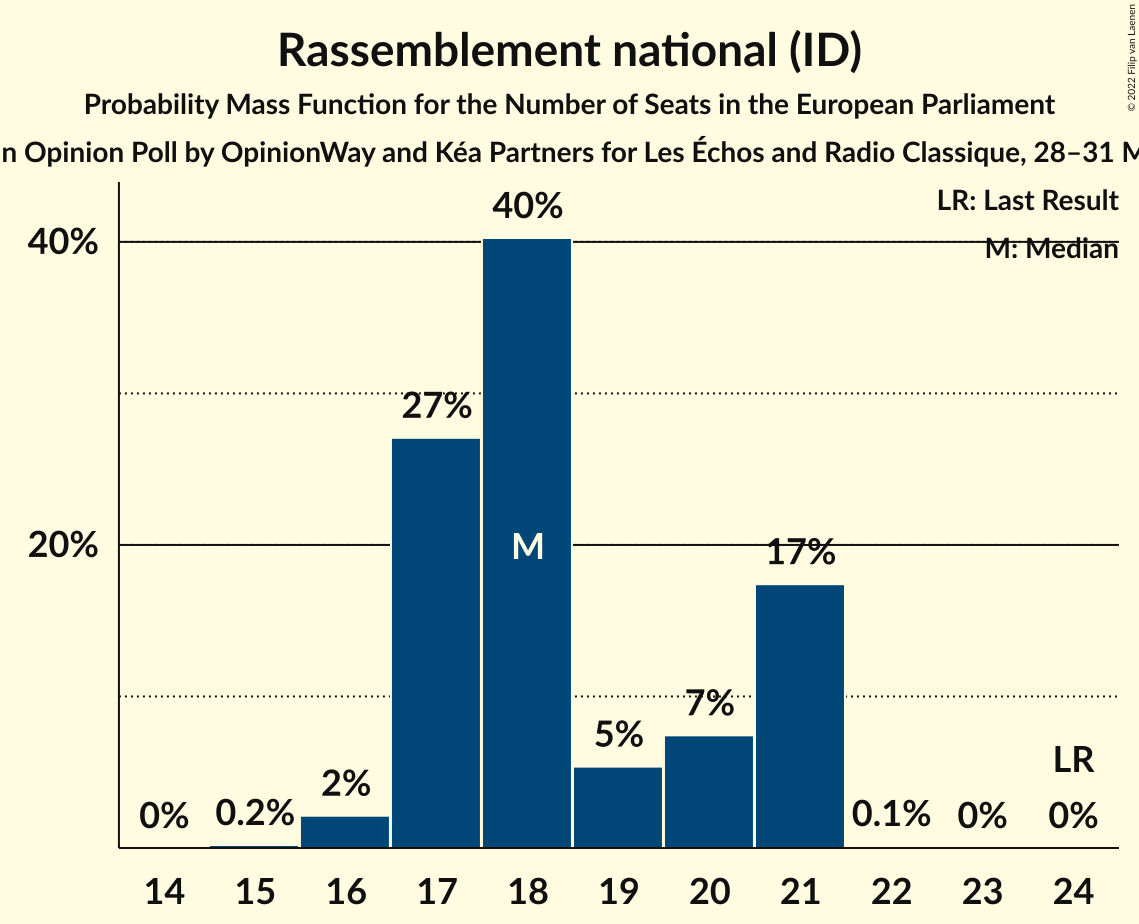 Rassemblement national (ID)
Probability Mass Function for the Number of Seats in the European Parliament
n Opinion Poll by OpinionWay and Kéa Partners for Les Échos and Radio Classique, 28–31 M
© 2022 Filip van Laenen
LR: Last Result
M: Median
40%
20%
0%
0.2%
2%
27%
40%
M
5%
7%
17%
0.1%
0%
LR
0%
14 15 16 17 18 19 20 21 22 23 24